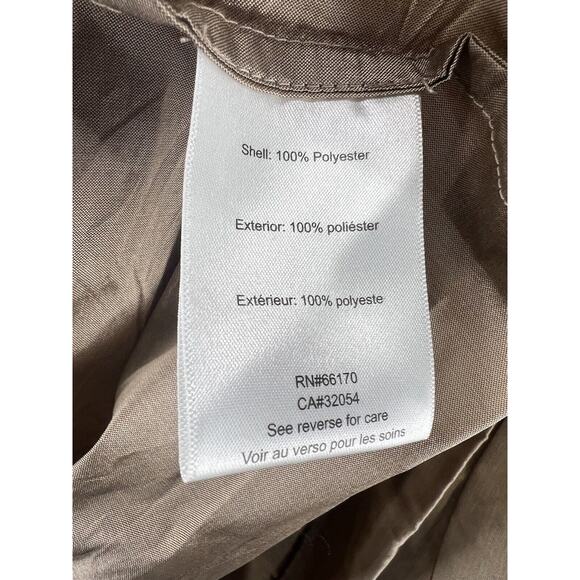 Shell: 100% Polyester
Exterior: 100% poliéster
Extérieur: 100% polyeste
RN#66170
CA#32054
See reverse for care
Voir au verso pour les soins